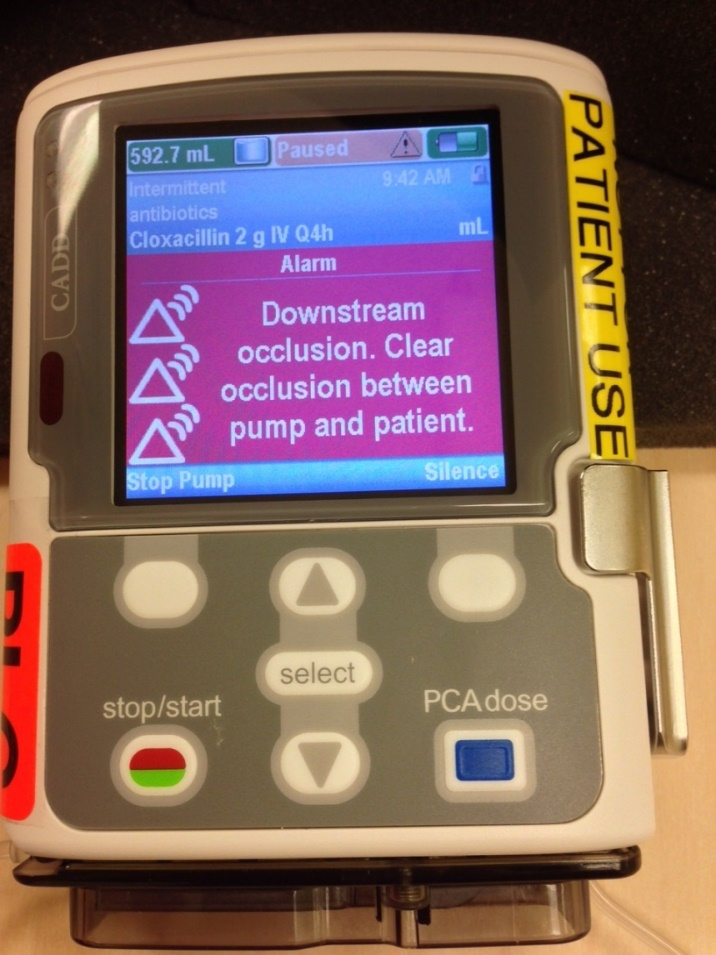 592.7 mL Paused
Intermittent 9:42 AM
antibiotics
Cloxacillin 2 g IV Q4h mL
Alarm
Downstream
occlusion. Clear
occlusion between
pump and patient.
Stop Pump Silence
CADD
PATIENT USE
select
stop/start
PCA dose